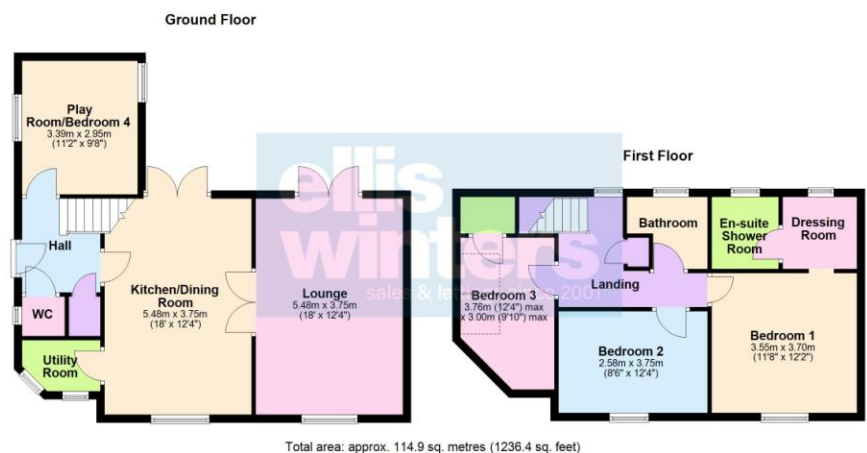 Ground Floor
Play
Room/Bedroom 4
3.39m x 2.95m
(11'2" x 9'8")
Hall
WC
Utility
Room
Kitchen/Dining
Room
5.48m x 3.75m
(18' x 12'4")
Lounge
5.48m x 3.75m
(18' x 12'4")
ellis
winters
sales & lettings since 2001
First Floor
Bedroom 3
3.76m (12'4") max
x 3.00m (9'10") max
Landing
Bathroom
En-suite
Shower
Room
Dressing
Room
Bedroom 2
2.58m x 3.75m
(8'6" x 12'4")
Bedroom 1
3.55m x 3.70m
(11'8" x 12'2")
Total area: approx. 114.9 sq. metres (1236.4 sq. feet)